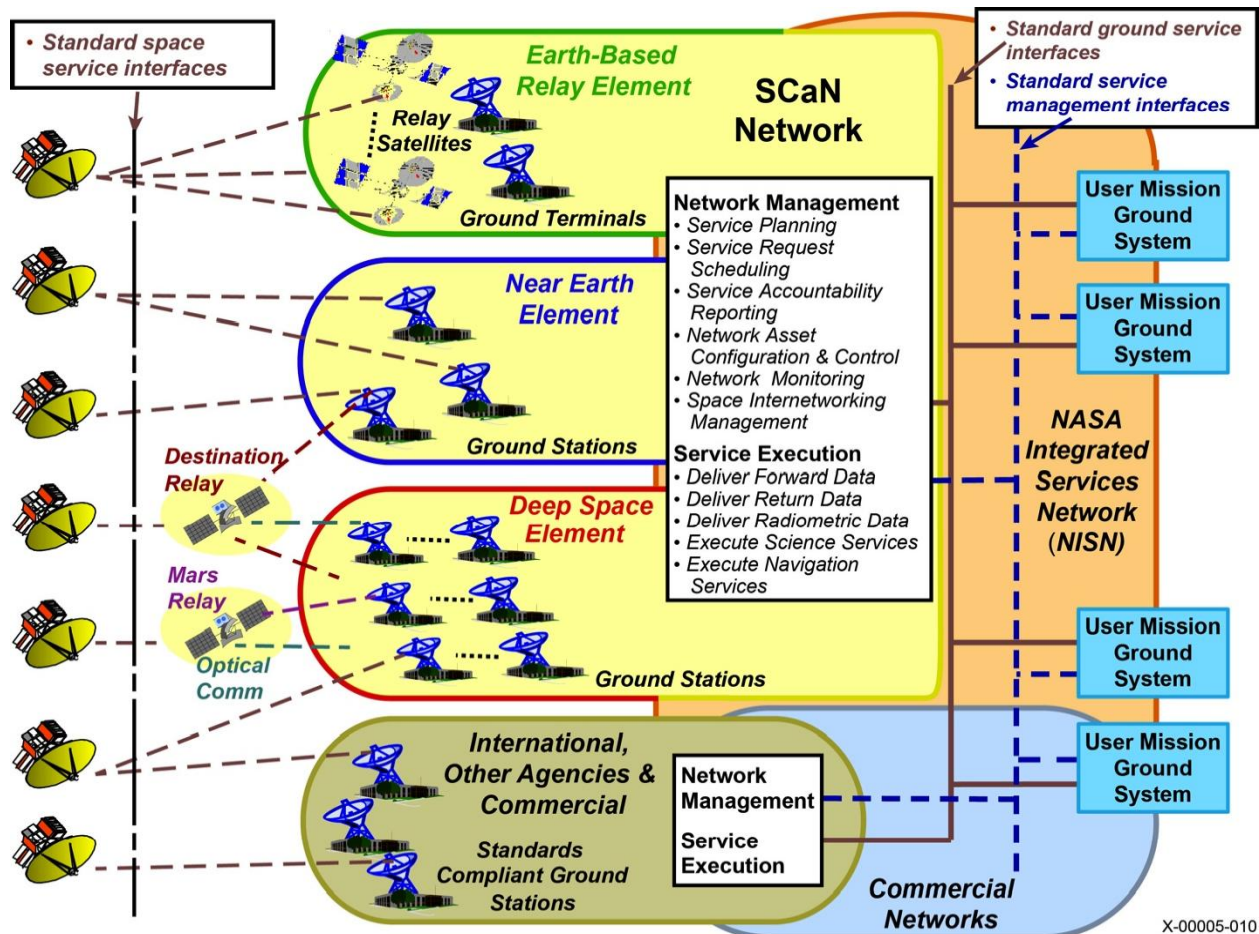 • Standard space
service interfaces
Earth-Based
Relay Element
Relay
Satellites
Ground Terminals
SCaN
Network
• Standard ground service
interfaces
• Standard service
management interfaces
Near Earth
Element
Ground Stations
Network Management
• Service Planning
• Service Request
Scheduling
• Service Accountability
Reporting
• Network Asset
Configuration & Control
• Network Monitoring
• Space Internetworking
Management
Service Execution
• Deliver Forward Data
• Deliver Return Data
• Deliver Radiometric Data
• Execute Science Services
• Execute Navigation
Services
User Mission
Ground
System
User Mission
Ground
System
NASA
Integrated
Services
Network
(NISN)
Destination
Relay
Deep Space
Element
Mars
Relay
Optical
Comm
Ground Stations
User Mission
Ground
System
User Mission
Ground
System
International,
Other Agencies &
Commercial
Standards
Compliant Ground
Stations
Network
Management
Service
Execution
Commercial
Networks
X-00005-010